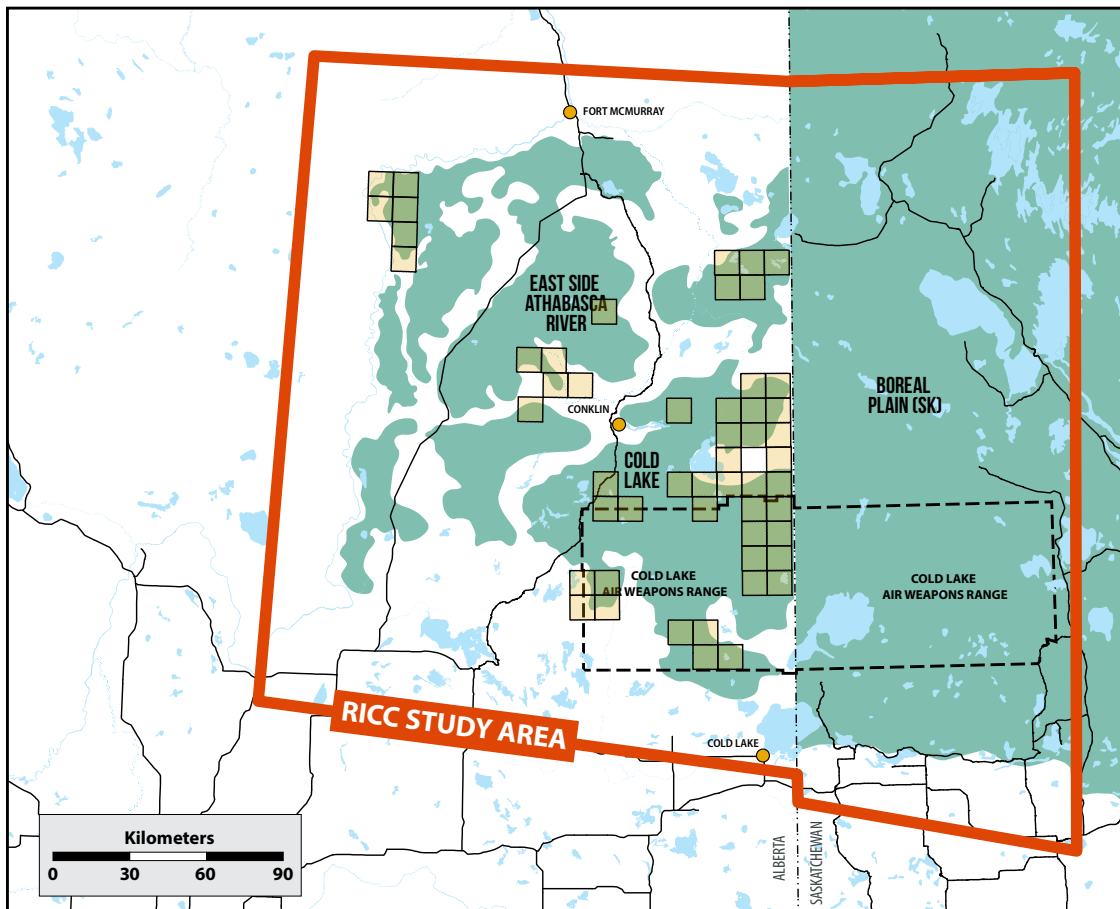 FORT MCMURRAY
EAST SIDE
ATHABASCA
RIVER
BOREAL
PLAIN (SK)
CONKLIN
COLD
LAKE
COLD LAKE
AIR WEAPONS RANGE
COLD LAKE
AIR WEAPONS RANGE
RICC STUDY AREA
COLD LAKE
Kilometers
0 30 60 90
ALBERTA
SASKATCHEWAN